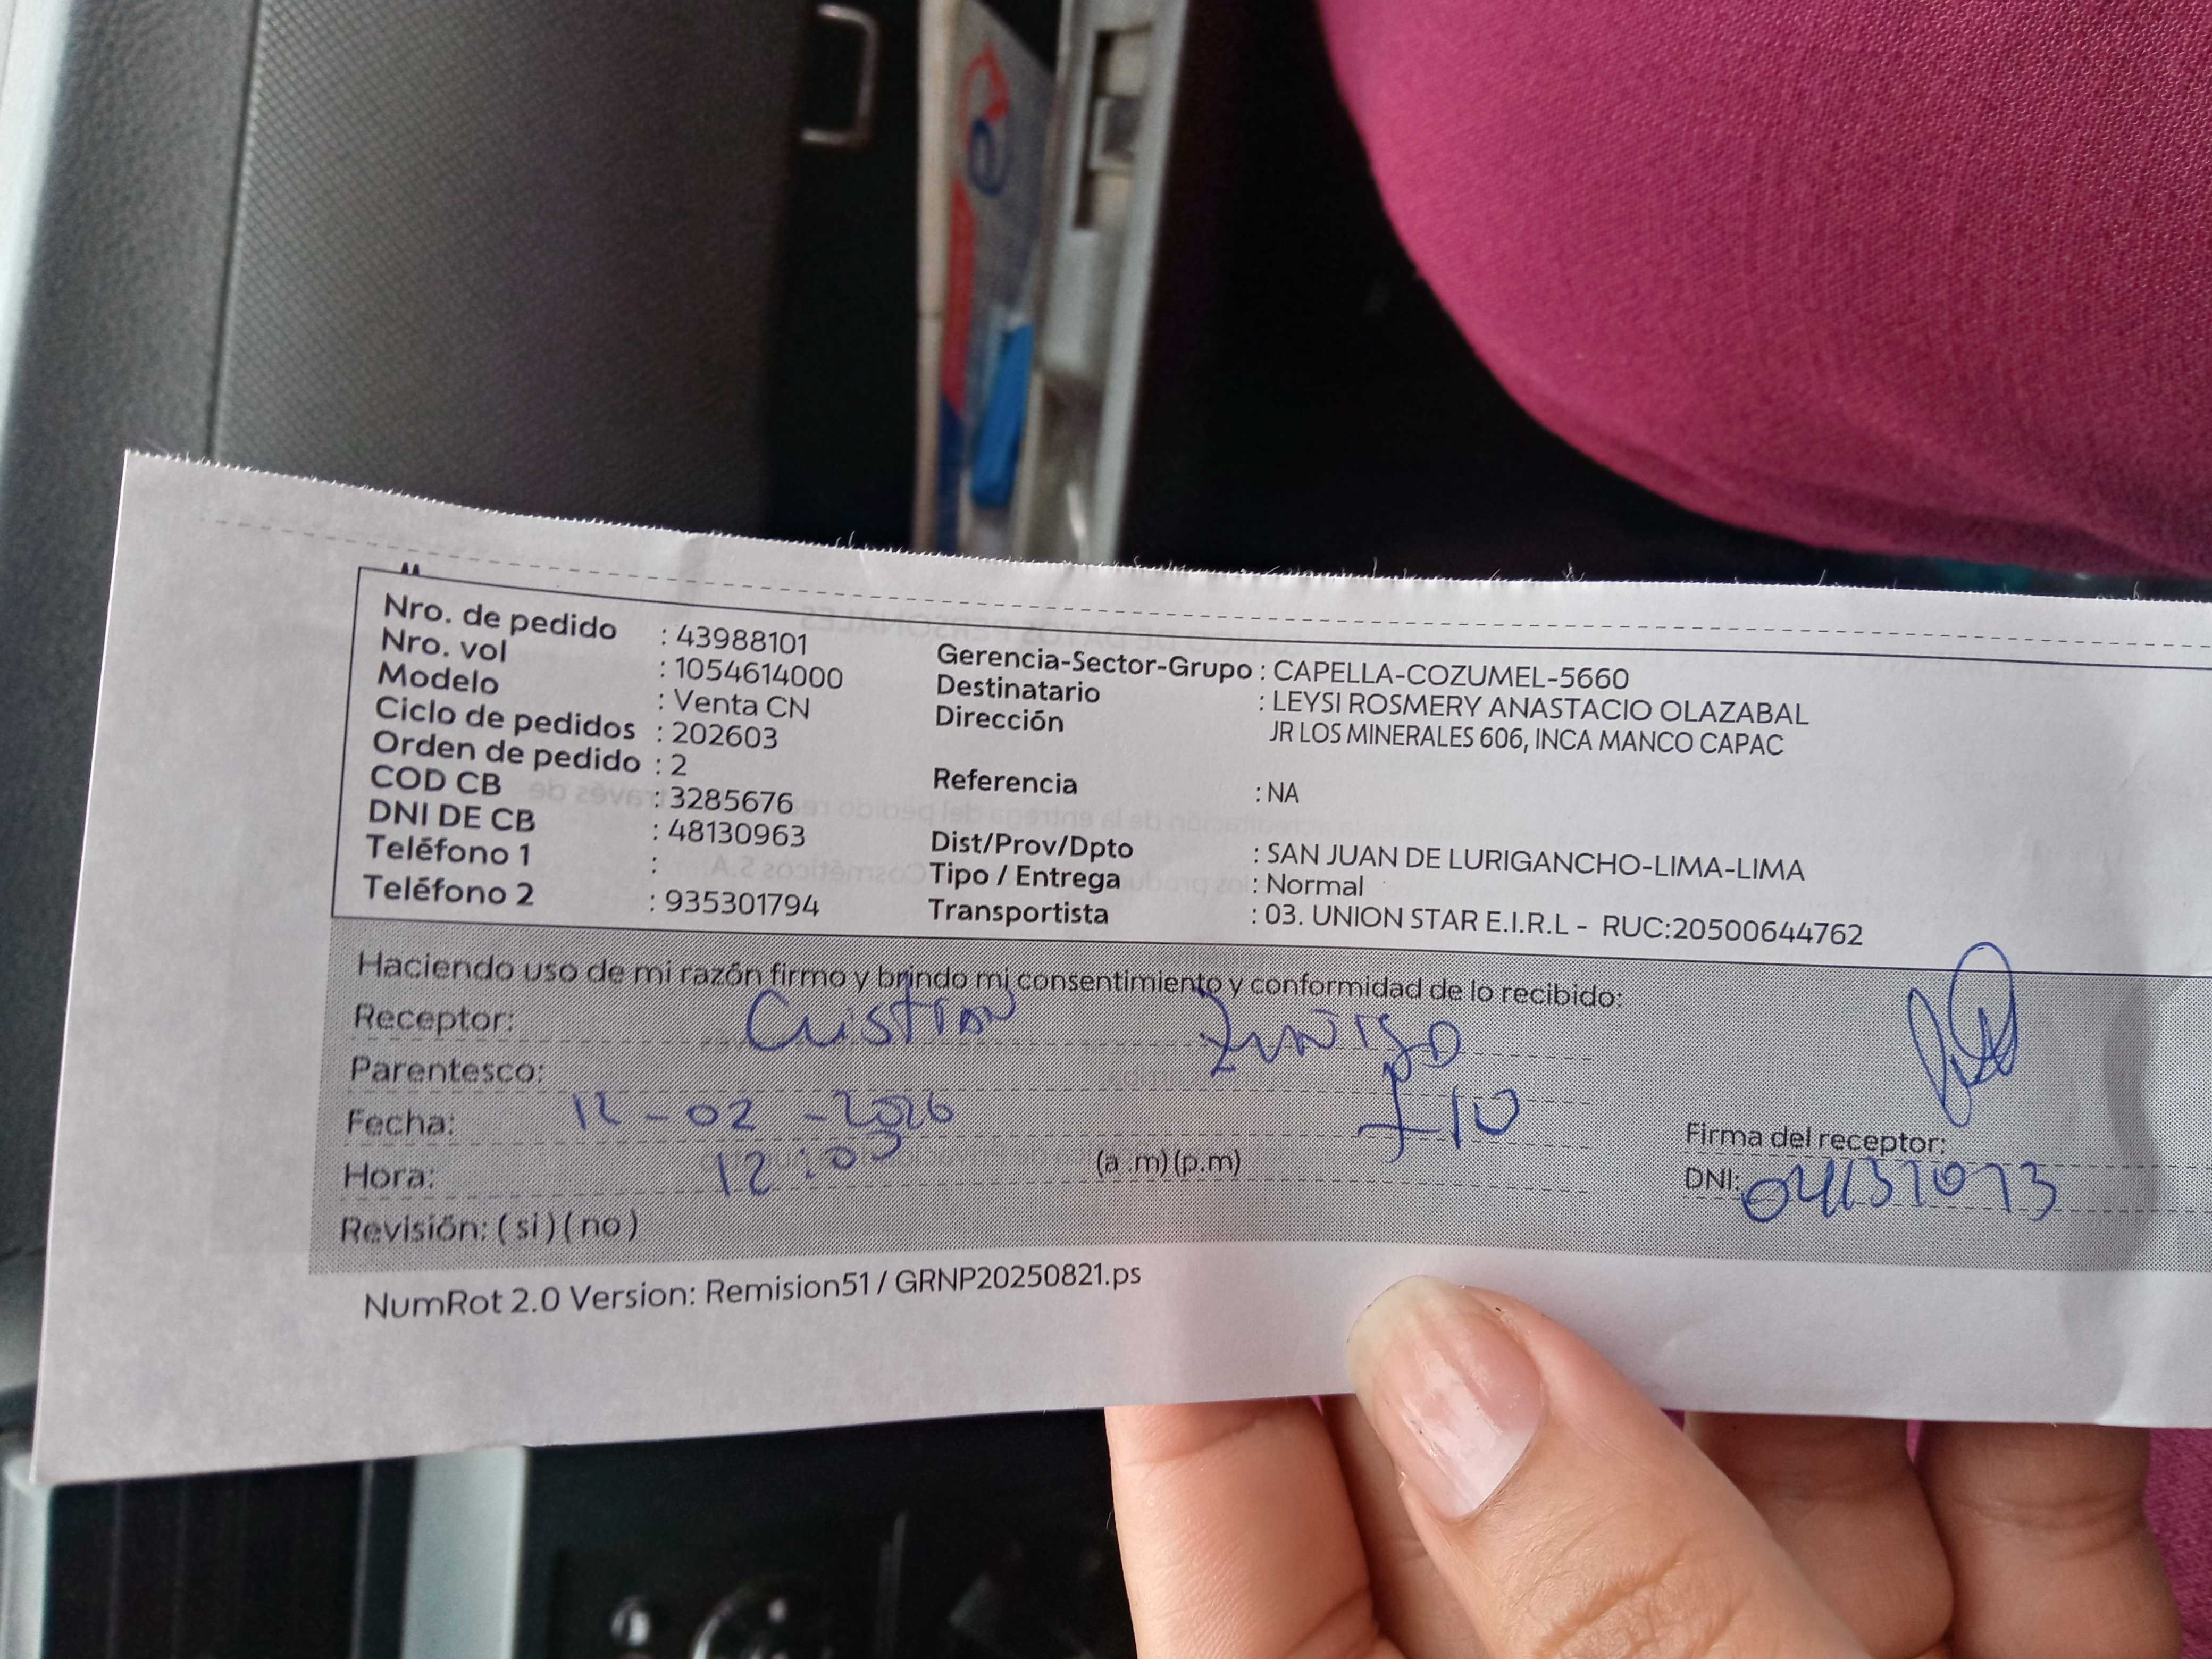 Nro. de pedido : 43988101
Nro. vol : 1054614000
Modelo : Venta CN
Ciclo de pedidos : 202603
Orden de pedido : 2
COD CB : 3285676
DNI DE CB : 48130963
Teléfono 1 :
Teléfono 2 : 935301794
Gerencia-Sector-Grupo : CAPELLA-COZUMEL-5660
Destinatario : LEYSI ROSMERY ANASTACIO OLAZABAL
Dirección JR LOS MINERALES 606, INCA MANCO CAPAC
Referencia : NA
Dist/Prov/Dpto : SAN JUAN DE LURIGANCHO-LIMA-LIMA
Tipo / Entrega : Normal
Transportista : 03. UNION STAR E.I.R.L - RUC:20500644762
Haciendo uso de mi razón firmo y brindo mi consentimiento y conformidad de lo recibido:
Receptor: Cristian
Parentesco:
Fecha: 12-02-2026
Hora: 12:03 (a .m)(p.m)
Revisión: ( si ) ( no )
Firma del receptor:
DNI:
NumRot 2.0 Version: Remision51 / GRNP20250821.ps